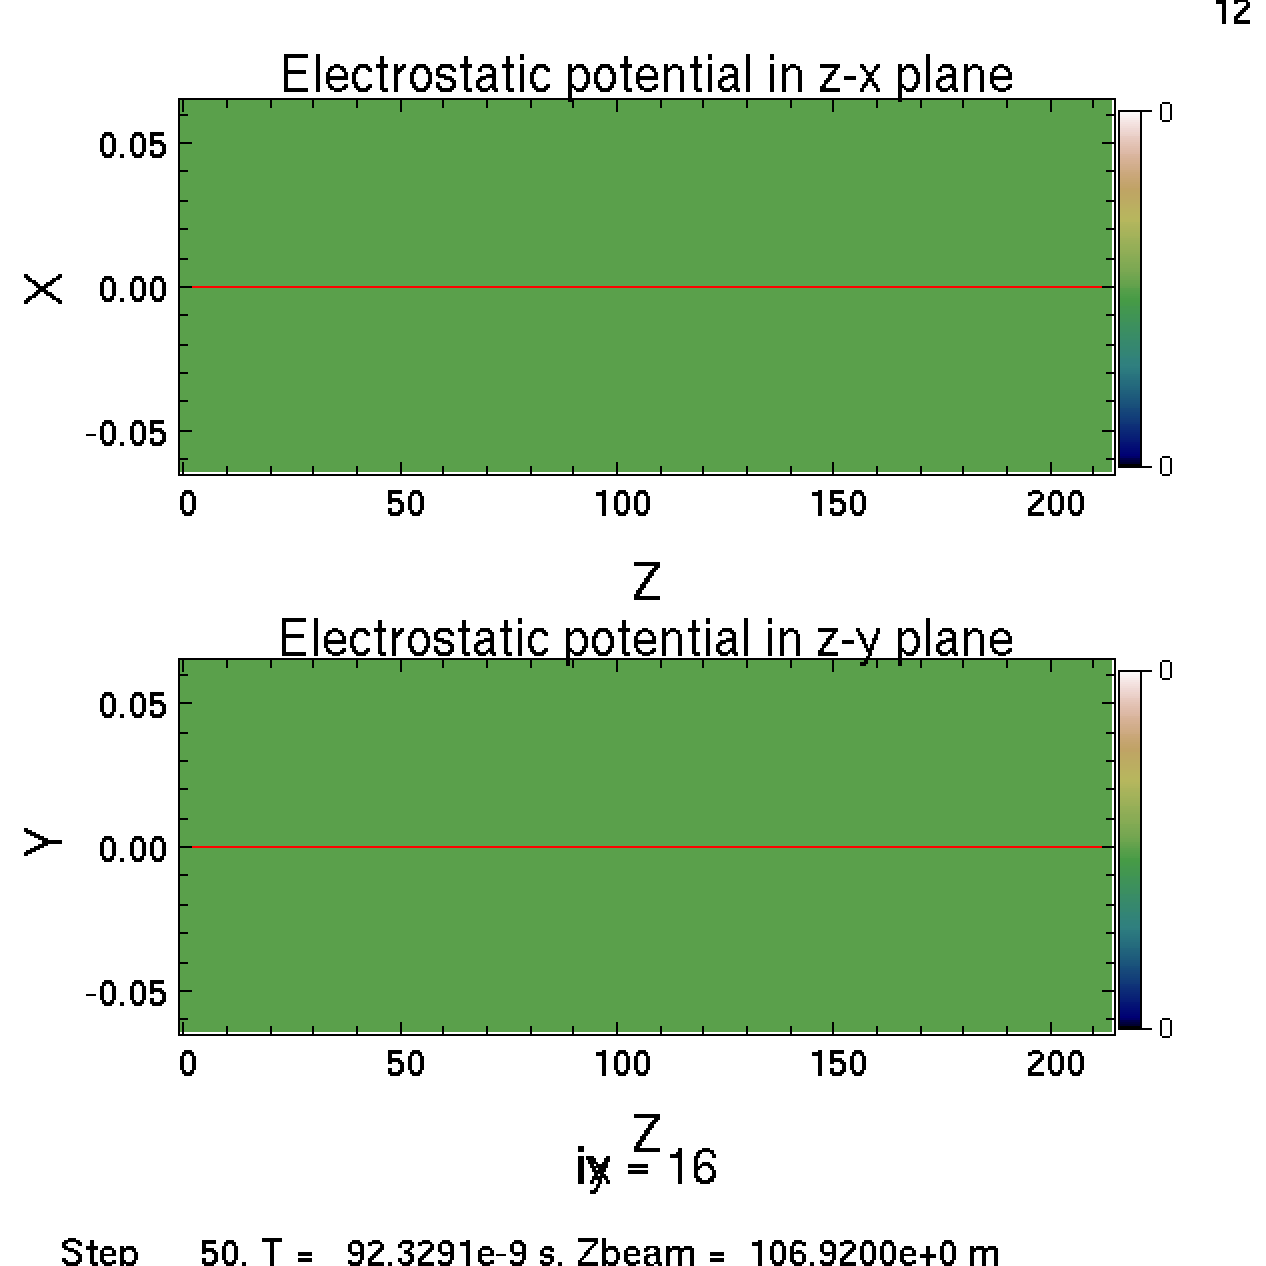 12
Electrostatic potential in z-x plane
0
0.05
X
0.00
-0.05
0
0 50 100 150 200
Z
Electrostatic potential in z-y plane
0
0.05
Y
0.00
-0.05
0
0 50 100 150 200
Z
= 16
Step 50, T = 92.3291e-9 s, Zbeam = 106.9200e+0 m